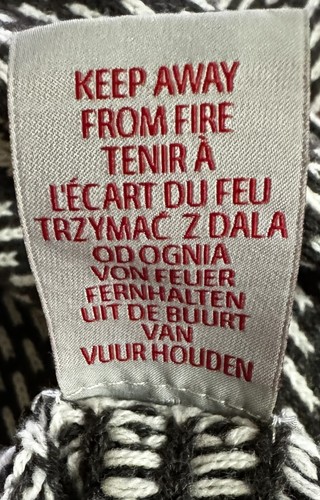 KEEP AWAY
FROM FIRE
TENIR À
L'ÉCART DU FEU
TRZYMAĆ Z DALA
OD OGNIA
VON FEUER
FERNHALTEN
UIT DE BUURT
VAN
VUUR HOUDEN